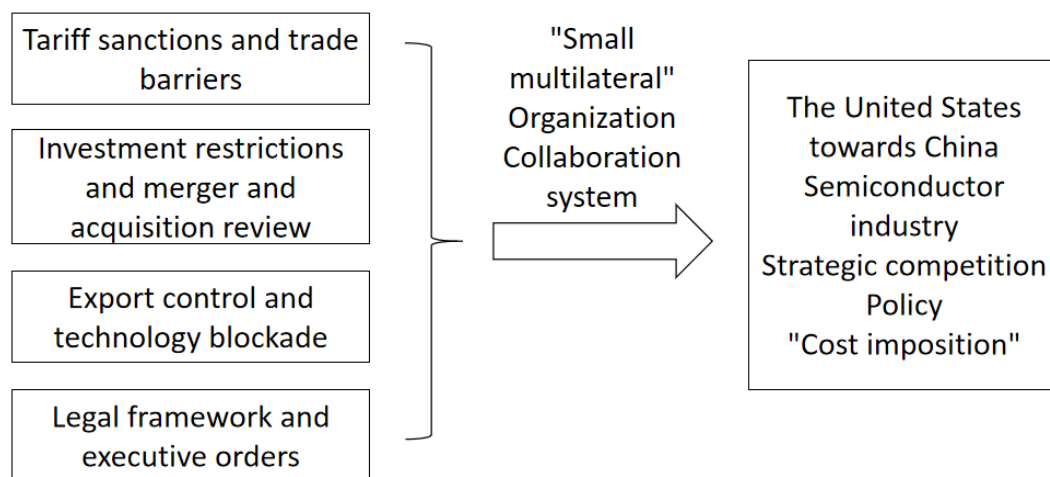 Tariff sanctions and trade
barriers
Investment restrictions
and merger and
acquisition review
Export control and
technology blockade
Legal framework and
executive orders
"Small
multilateral"
Organization
Collaboration
system
The United States
towards China
Semiconductor
industry
Strategic competition
Policy
"Cost imposition"